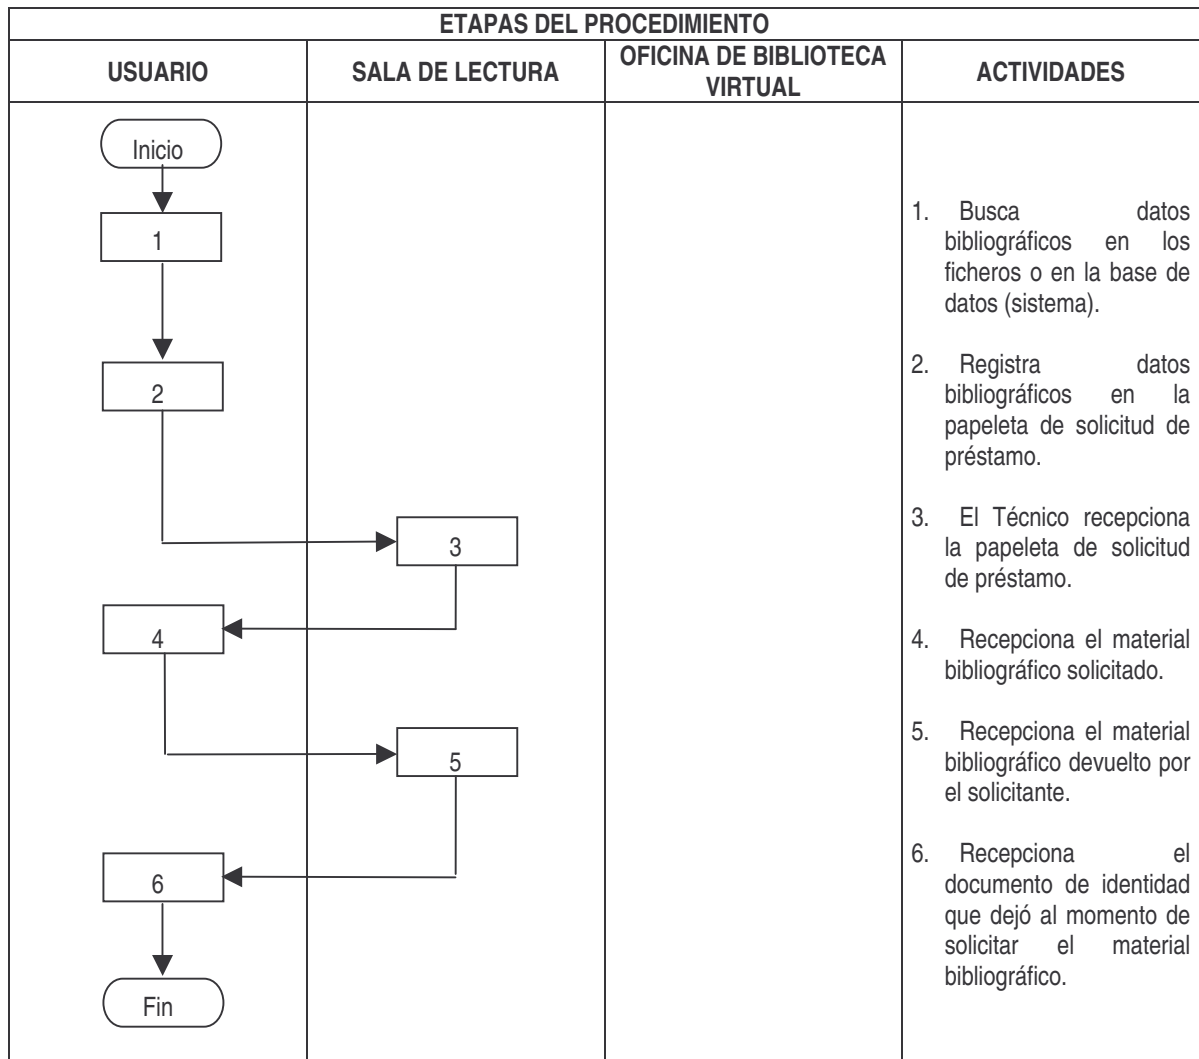 ETAPAS DEL PROCEDIMIENTO
USUARIO
SALA DE LECTURA
OFICINA DE BIBLIOTECA
VIRTUAL
ACTIVIDADES
Inicio
1
2
3
4
5
6
Fin
1. Busca datos
bibliográficos en los
ficheros o en la base de
datos (sistema).
2. Registra datos
bibliográficos en la
papeleta de solicitud de
préstamo.
3. El Técnico recepciona
la papeleta de solicitud
de préstamo.
4. Recepciona el material
bibliográfico solicitado.
5. Recepciona el material
bibliográfico devuelto por
el solicitante.
6. Recepciona el
documento de identidad
que dejó al momento de
solicitar el material
bibliográfico.